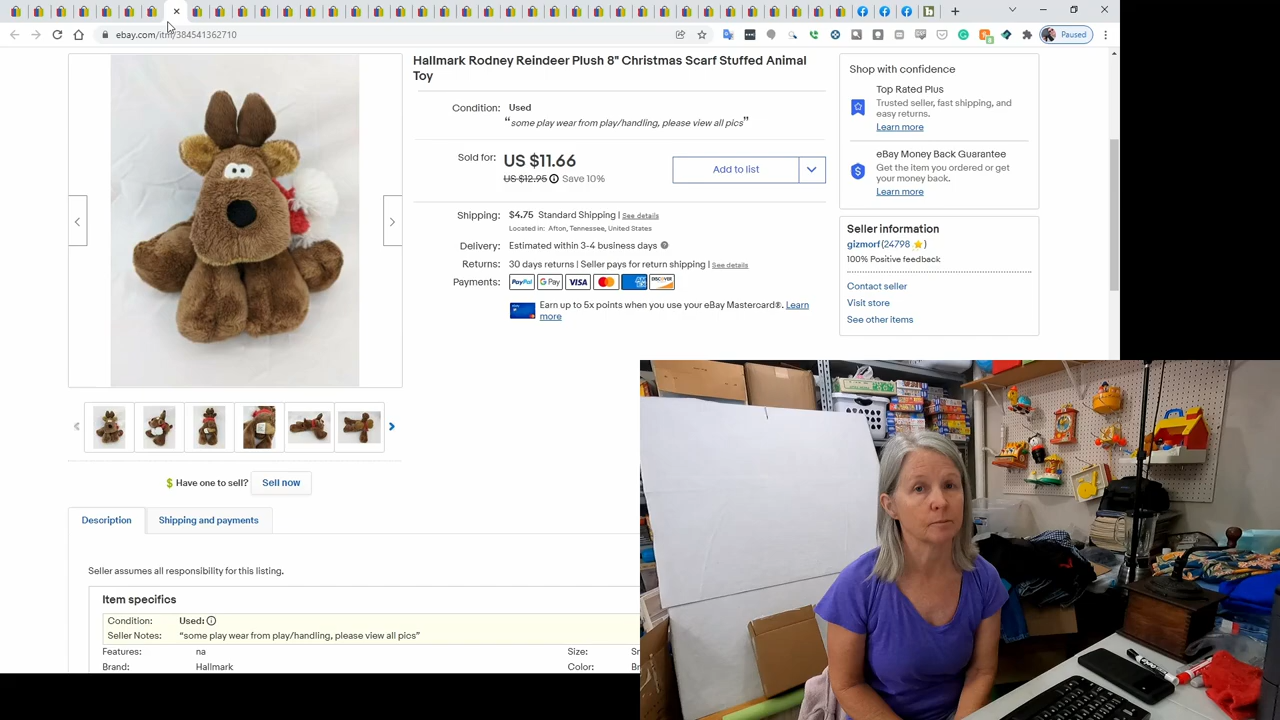 ebay.com/itm/384541362710
Paused
Hallmark Rodney Reindeer Plush 8" Christmas Scarf Stuffed Animal
Toy
Condition: Used
“some play wear from play/handling, please view all pics”
Sold for: US $11.66
US $12.95 Save 10%
Add to list
Shipping: $4.75 Standard Shipping | See details
Located in: Afton, Tennessee, United States
Delivery: Estimated within 3-4 business days
Returns: 30 days returns | Seller pays for return shipping | See details
Payments: PayPal G Pay VISA DISCOVER
Earn up to 5x points when you use your eBay Mastercard®. Learn
more
Shop with confidence
Top Rated Plus
Trusted seller, fast shipping, and
easy returns.
Learn more
eBay Money Back Guarantee
Get the item you ordered or get
your money back.
Learn more
Seller information
gizmorf (24798)
100% Positive feedback
Contact seller
Visit store
See other items
$ Have one to sell? Sell now
Description Shipping and payments
Seller assumes all responsibility for this listing.
Item specifics
Condition: Used:
Seller Notes: “some play wear from play/handling, please view all pics”
Features: na Size:
Brand: Hallmark Color: